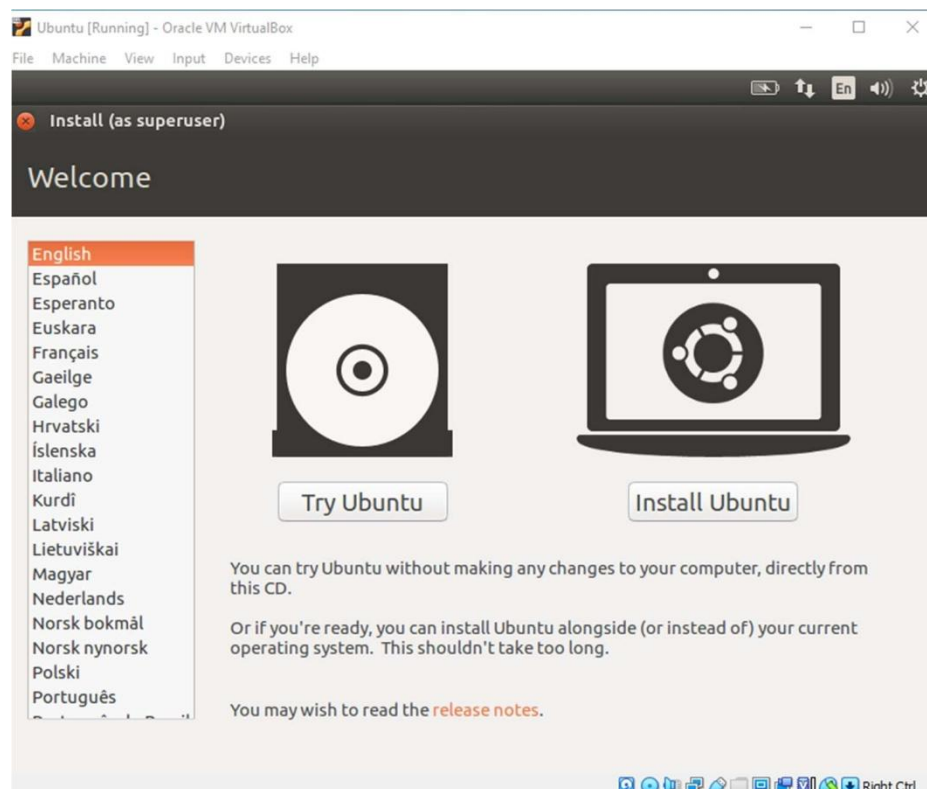 Ubuntu [Running] - Oracle VM VirtualBox
File Machine View Input Devices Help
En
Install (as superuser)
Welcome
English
Español
Esperanto
Euskara
Français
Gaeilge
Galego
Hrvatski
Íslenska
Italiano
Kurdî
Latviski
Lietuviškai
Magyar
Nederlands
Norsk bokmål
Norsk nynorsk
Polski
Português
Try Ubuntu
Install Ubuntu
You can try Ubuntu without making any changes to your computer, directly from
this CD.
Or if you're ready, you can install Ubuntu alongside (or instead of) your current
operating system. This shouldn't take too long.
You may wish to read the release notes.
Right Ctrl